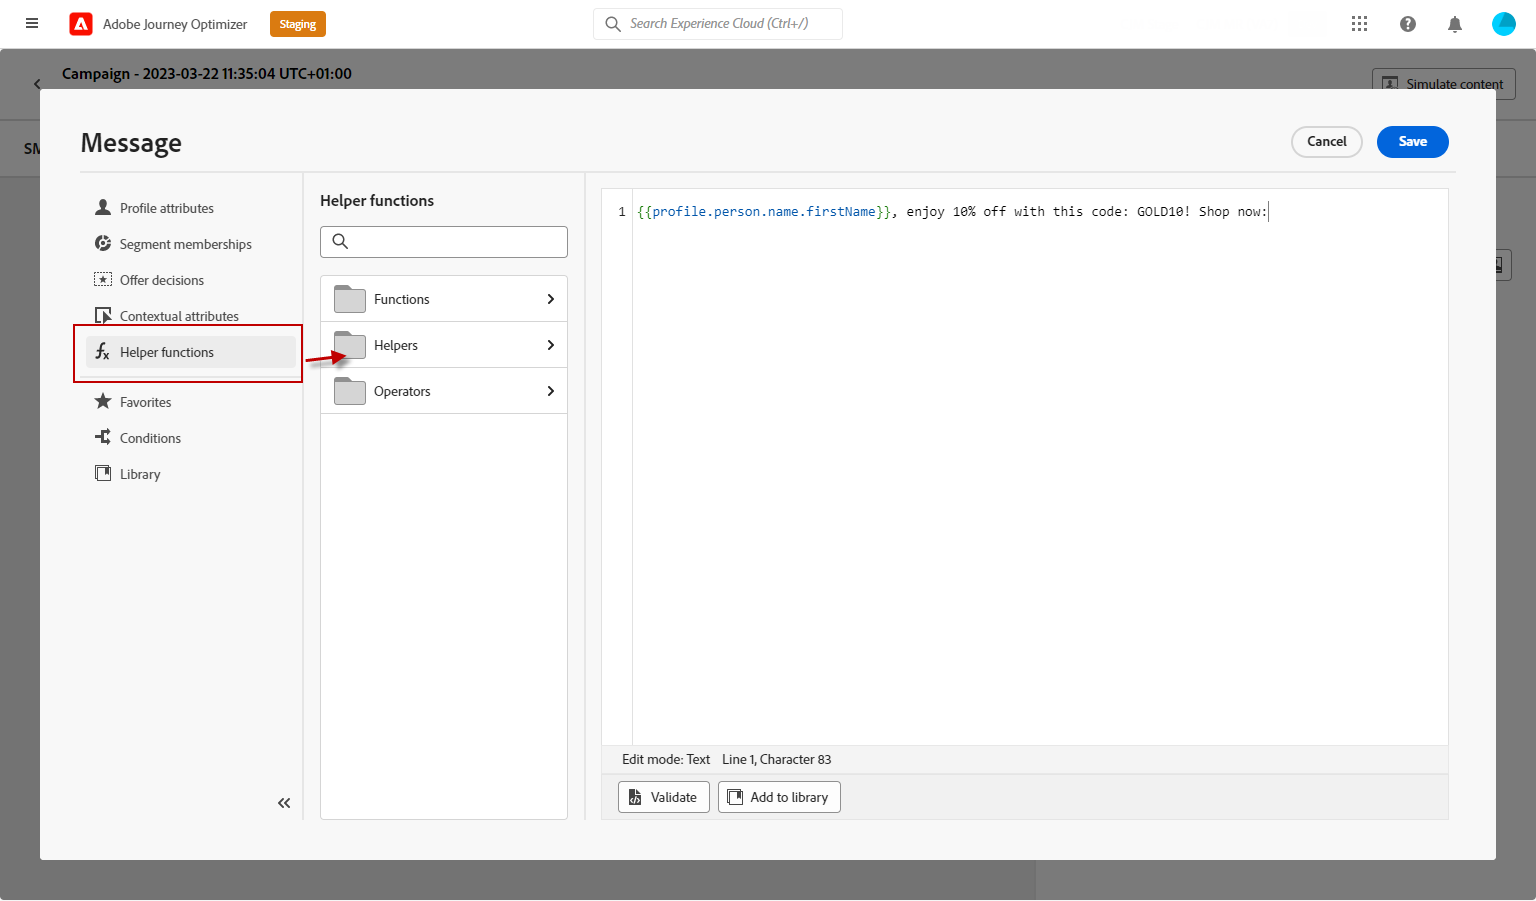 Adobe Journey Optimizer
Staging
Search Experience Cloud (Ctrl+/)
Campaign - 2023-03-22 11:35:04 UTC+01:00
Simulate content
SM
Message
Cancel
Save
Profile attributes
Segment memberships
Offer decisions
Contextual attributes
Helper functions
Favorites
Conditions
Library
Helper functions
Functions
Helpers
Operators
1 {{profile.person.name.firstName}}, enjoy 10% off with this code: GOLD10! Shop now:
Edit mode: Text Line 1, Character 83
Validate
Add to library